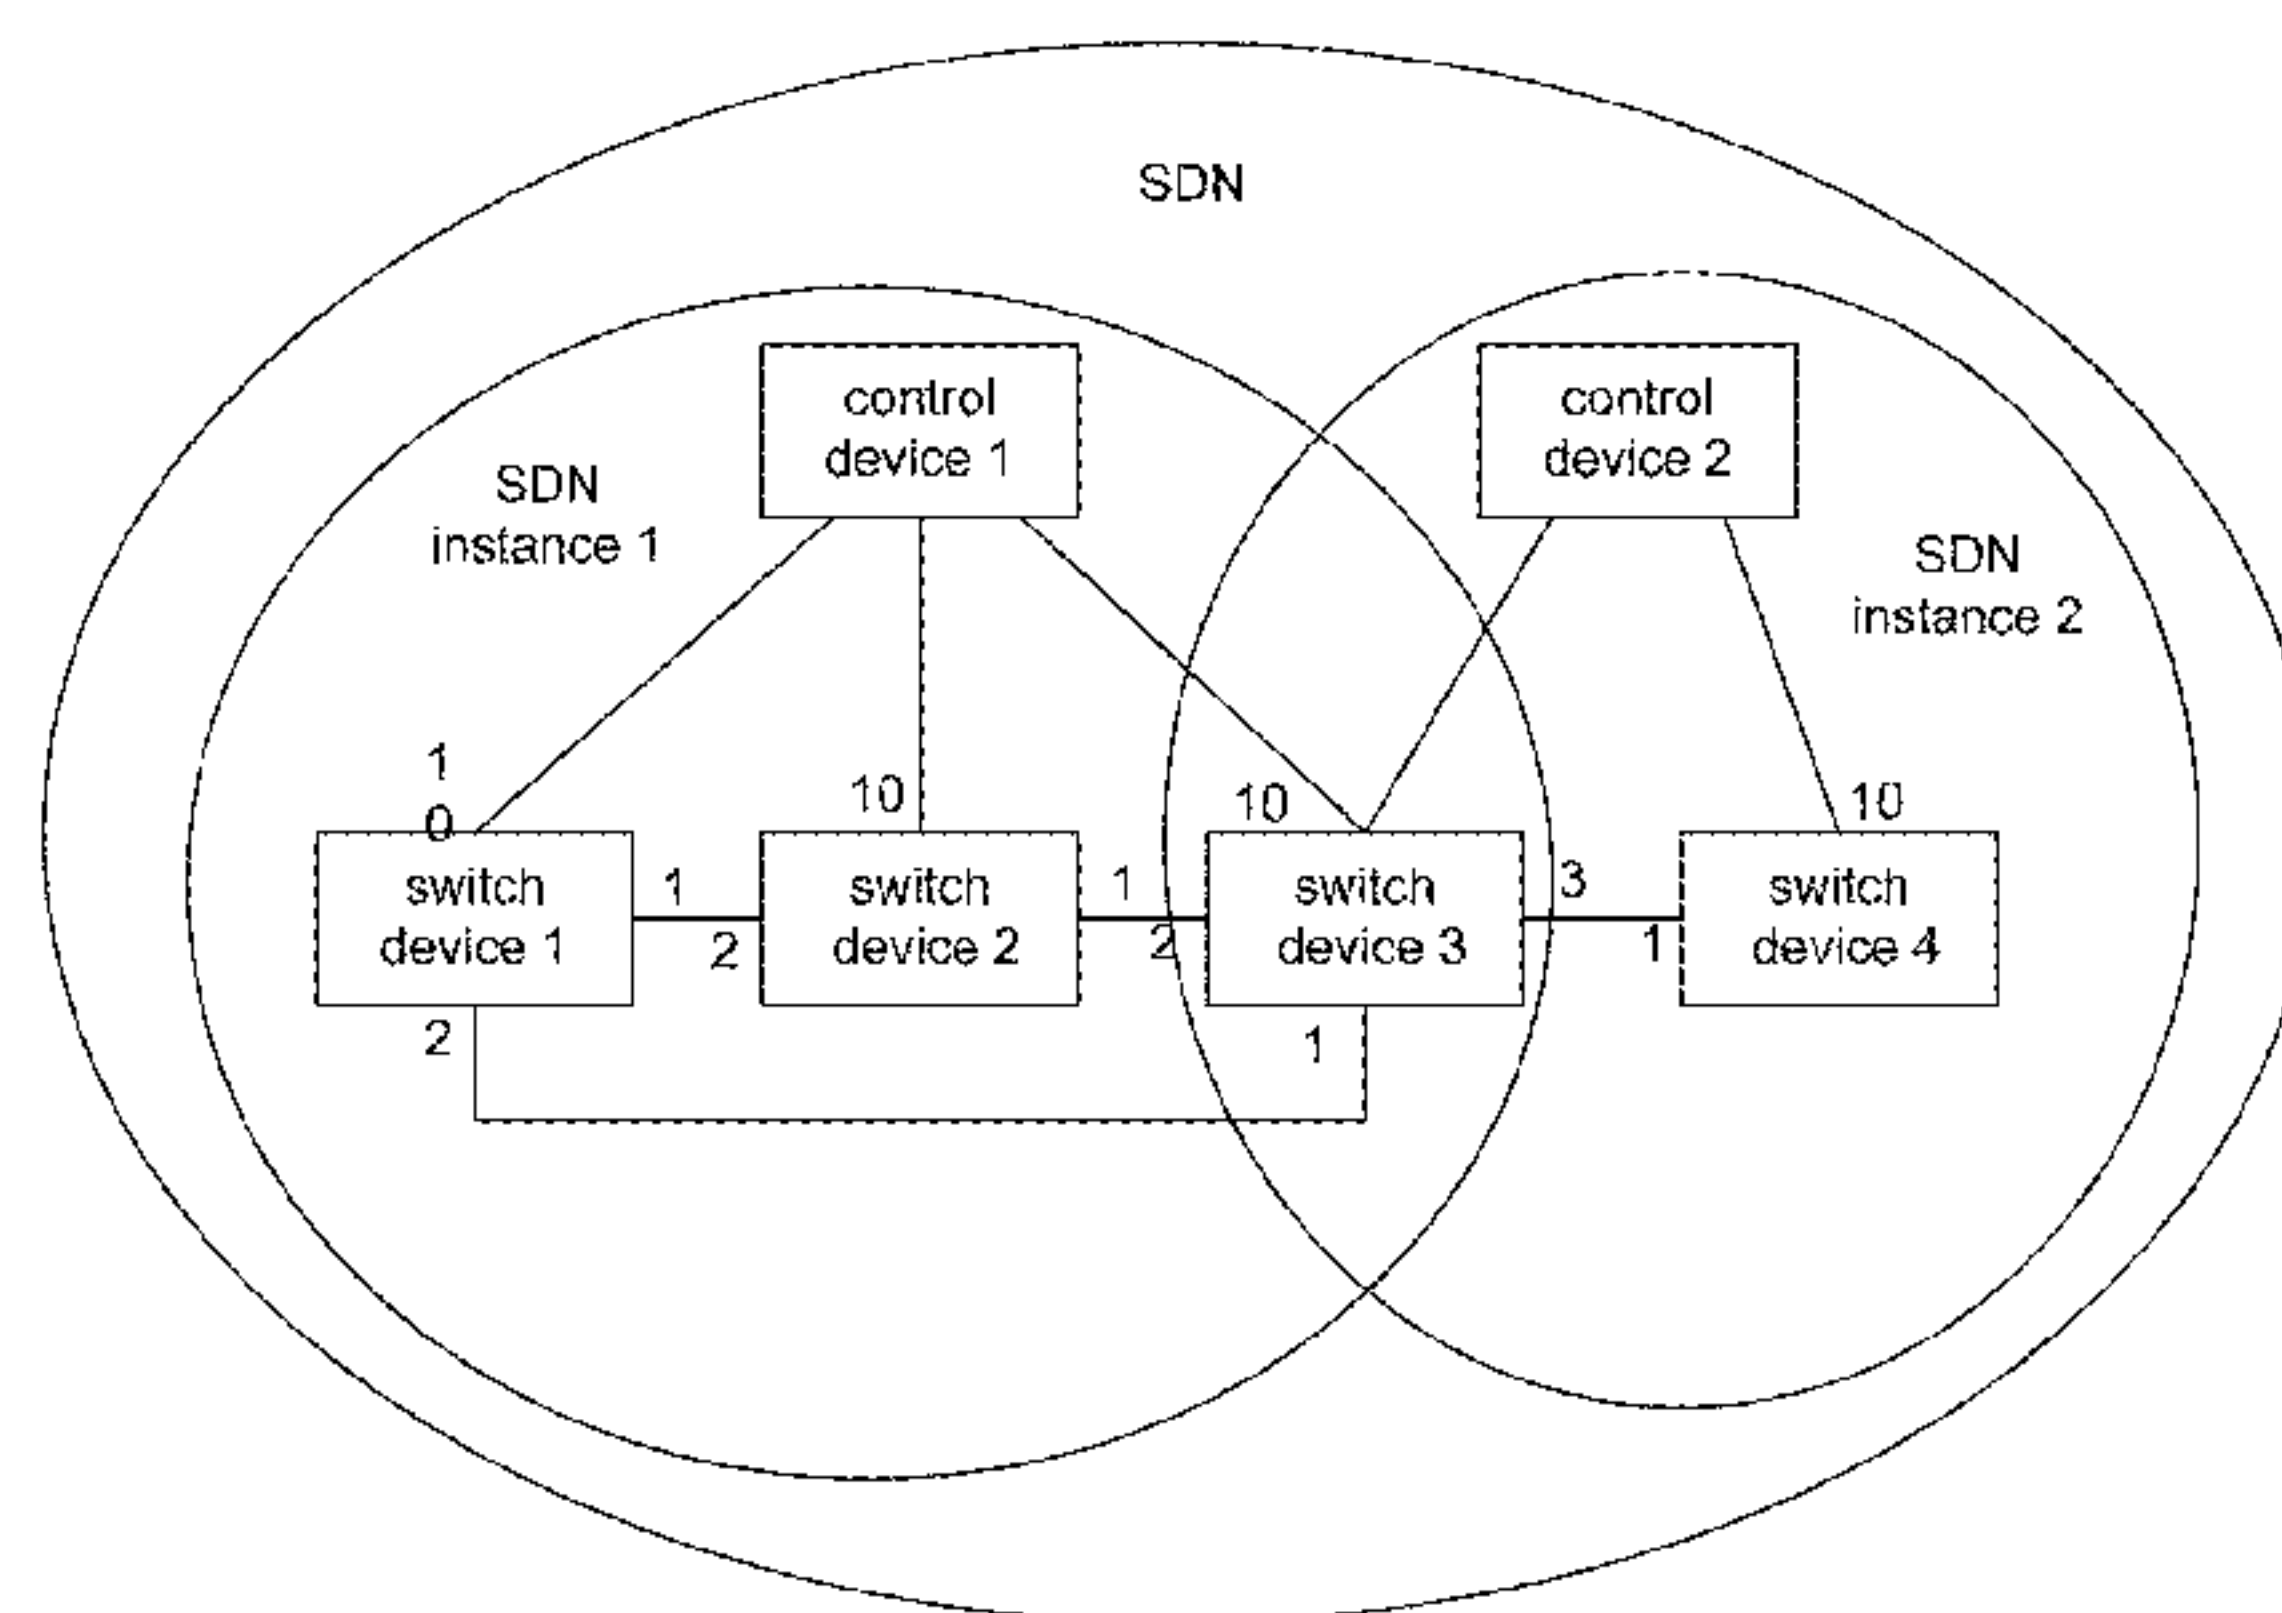 SDN
control
device 1
control
device 2
SDN
instance 1
SDN
instance 2
1
0
10
10
10
switch
device 1
1
2
switch
device 2
1
2
switch
device 3
3
1
switch
device 4
2
1